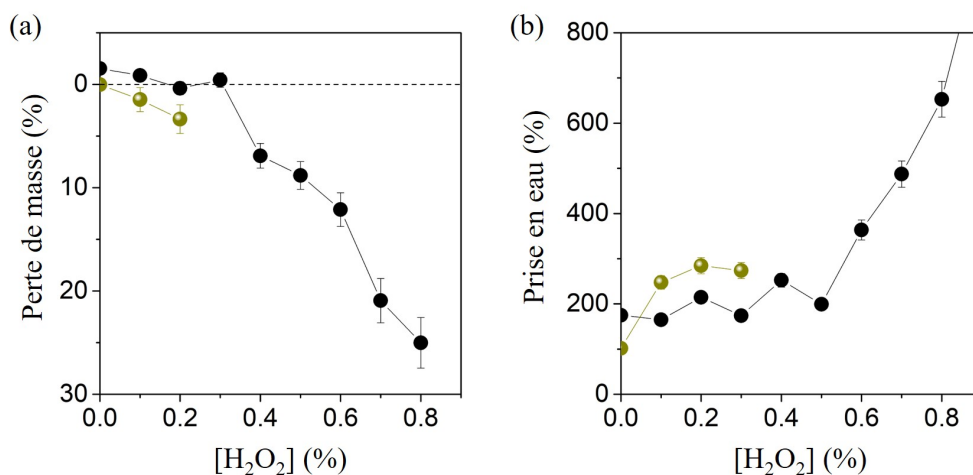 (a)
Perte de masse (%)
0
10
20
30
0.0 0.2 0.4 0.6 0.8
[H₂O₂] (%)
(b)
Prise en eau (%)
800
600
400
200
0
0.0 0.2 0.4 0.6 0.8
[H₂O₂] (%)